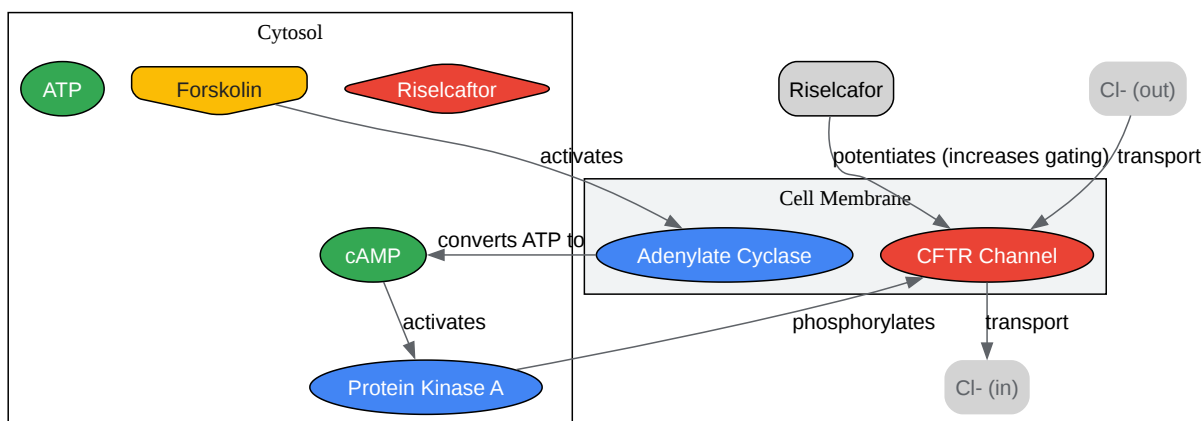 Cytosol
ATP
Forskolin
Riselcaftor
Riselcafor
Cl- (out)
activates
potentiates (increases gating)
transport
Cell Membrane
cAMP
converts ATP to
Adenylate Cyclase
CFTR Channel
activates
phosphorylates
transport
Protein Kinase A
Cl- (in)